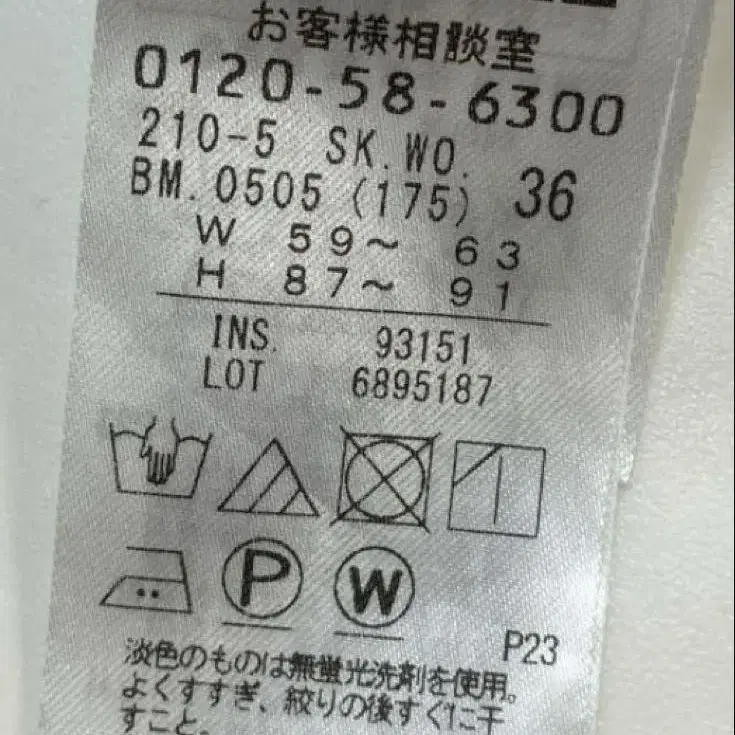 お客様相談室
0120-58-6300
210-5 SK.WO. 36
BM.0505(175)
W 59〜 63
H 87〜 91
INS. 93151
LOT 6895187
P W
P23
淡色のものは無蛍光洗剤を使用。
よくすすぎ、絞りの後すぐに干
すこと。